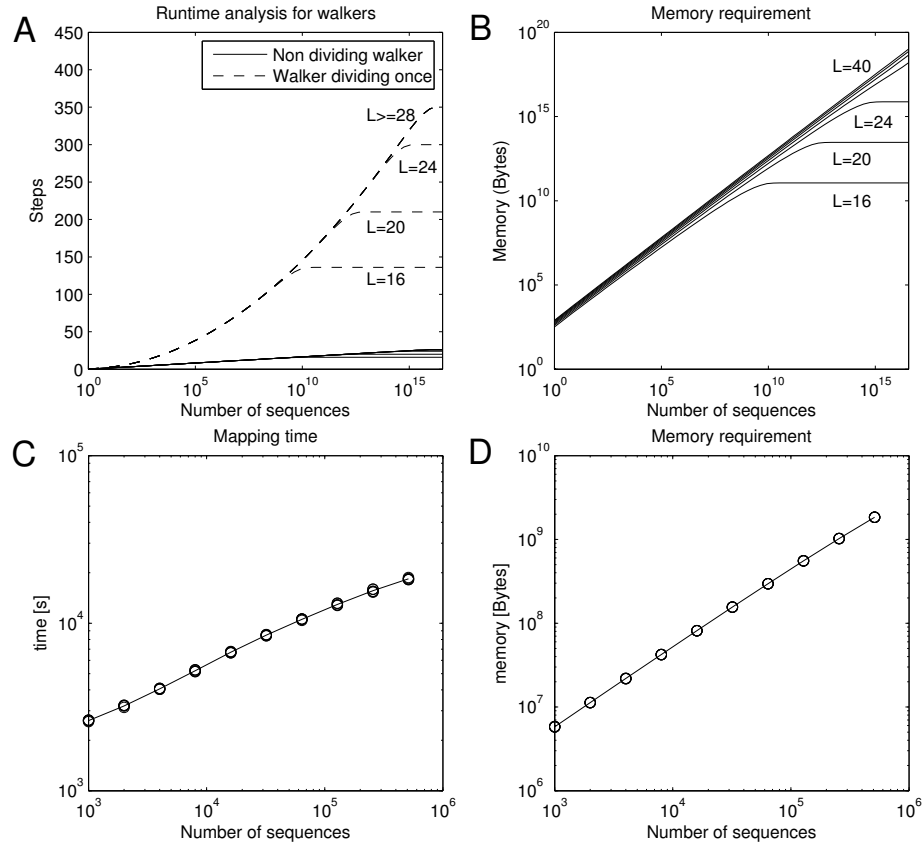 A
Runtime analysis for walkers
450
400
350
300
250
200
150
100
50
0
Steps
Non dividing walker
Walker dividing once
L>=28
L=24
L=20
L=16
10^0
10^5
10^10
10^15
Number of sequences
B
Memory requirement
10^20
10^15
10^10
10^5
10^0
Memory (Bytes)
L=40
L=24
L=20
L=16
10^0
10^5
10^10
10^15
Number of sequences
C
Mapping time
10^5
10^4
10^3
time [s]
10^3
10^4
10^5
10^6
Number of sequences
D
Memory requirement
10^10
10^9
10^8
10^7
10^6
memory [Bytes]
10^3
10^4
10^5
10^6
Number of sequences